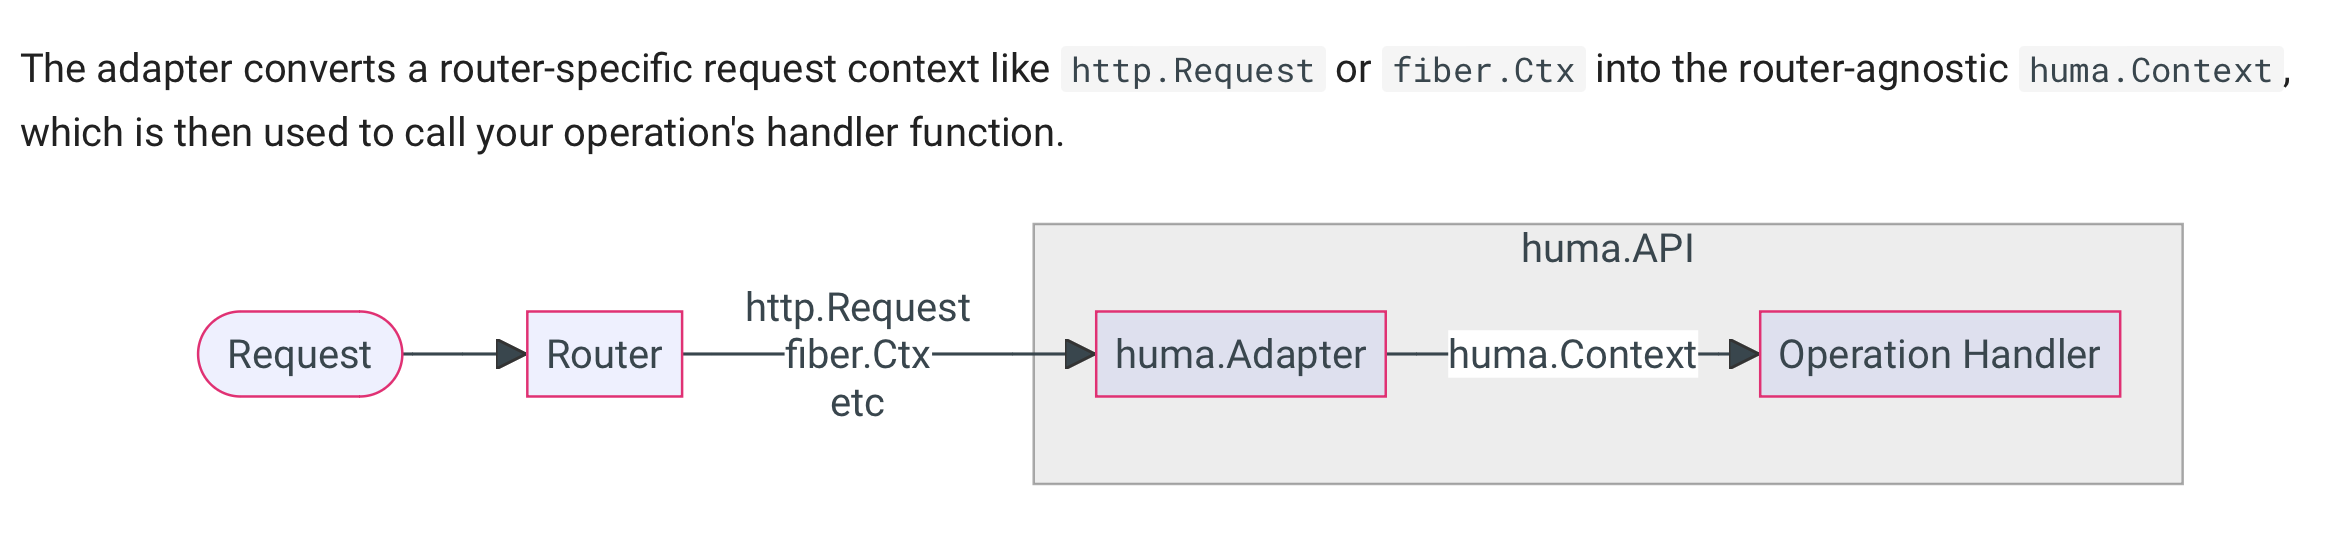 The adapter converts a router-specific request context like http.Request or fiber.Ctx into the router-agnostic huma.Context,
which is then used to call your operation's handler function.
huma.API
Request
Router
http.Request
fiber.Ctx
etc
huma.Adapter
huma.Context
Operation Handler